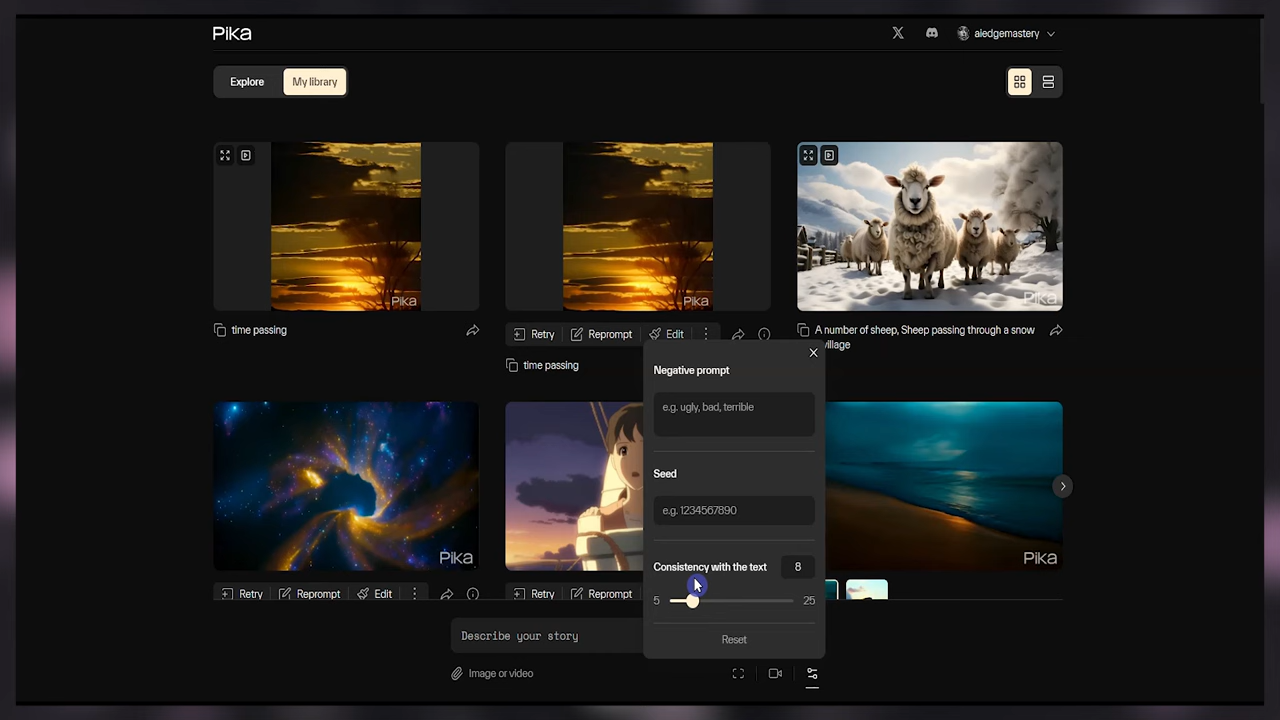 Pika
aiedgemastery
Explore
My library
Pika
Pika
Pika
time passing
Retry
Reprompt
Edit
A number of sheep, Sheep passing through a snow
village
time passing
Negative prompt
e.g. ugly, bad, terrible
Seed
e.g. 1234567890
Pika
Pika
Consistency with the text
8
5
25
Retry
Reprompt
Edit
Retry
Reprompt
Describe your story
Reset
Image or video